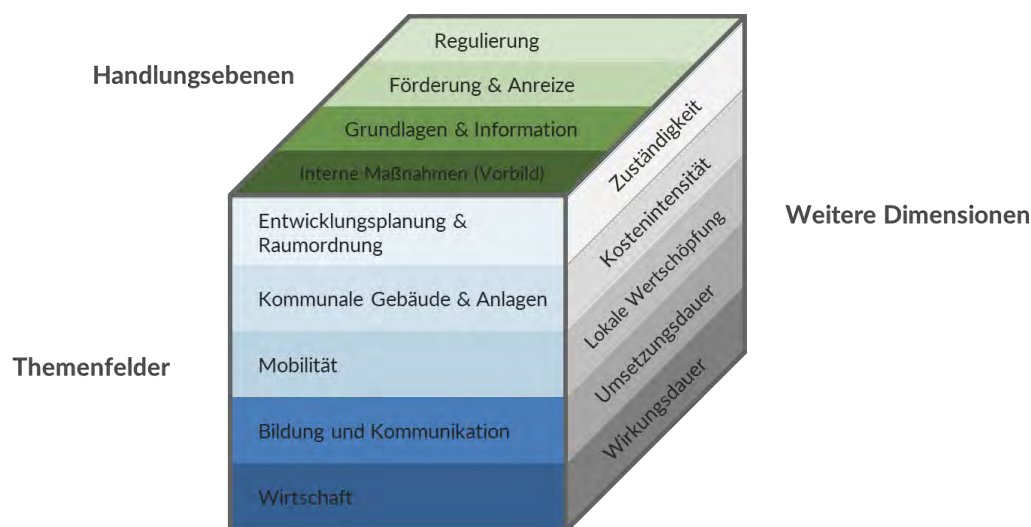 Handlungsebenen
Regulierung
Förderung & Anreize
Grundlagen & Information
Interne Maßnahmen (Vorbild)
Themenfelder
Entwicklungsplanung &
Raumordnung
Kommunale Gebäude & Anlagen
Mobilität
Bildung und Kommunikation
Wirtschaft
Weitere Dimensionen
Zuständigkeit
Kostenintensität
Lokale Wertschöpfung
Umsetzungsdauer
Wirkungsdauer